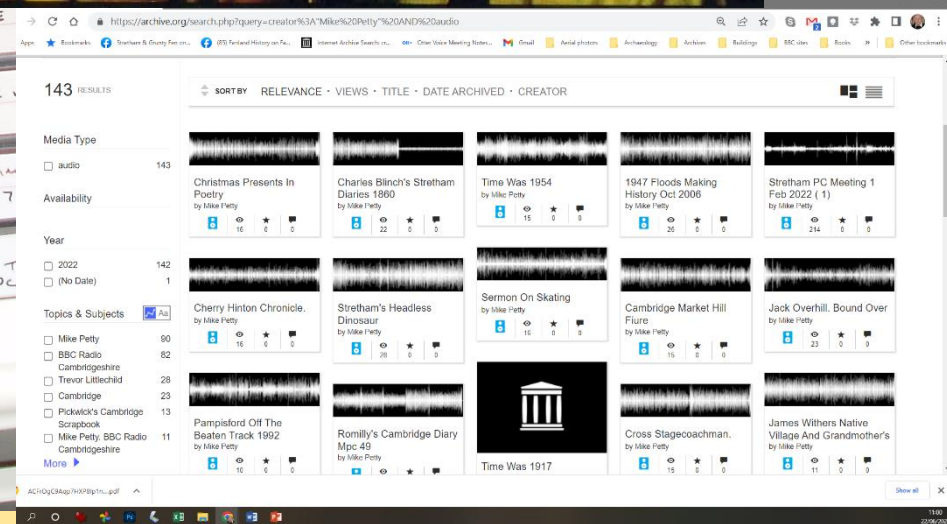 https://archive.org/search.php?query=creator%3A"Mike%20Petty"%20AND%20audio
Apps Bookmarks Stretham & Grunty Fen on... (85) Fenland History on Fa... Internet Archive Search: cr... Otter Voice Meeting Notes... Gmail Aerial photos Archaeology Archives Buildings BBC sites Books » Other bookmarks
143 RESULTS
SORT BY RELEVANCE · VIEWS · TITLE · DATE ARCHIVED · CREATOR
Media Type
audio 143
Availability
Year
2022 142
(No Date) 1
Topics & Subjects Aa
Mike Petty 90
BBC Radio 82
Cambridgeshire
Trevor Littlechild 28
Cambridge 23
Pickwick's Cambridge 13
Scrapbook
Mike Petty. BBC Radio 11
Cambridgeshire
More
Christmas Presents In
Poetry
by Mike Petty
16 0 0
Charles Blinch's Stretham
Diaries 1860
by Mike Petty
22 0 0
Time Was 1954
by Mike Petty
15 0 0
1947 Floods Making
History Oct 2006
by Mike Petty
26 0 0
Stretham PC Meeting 1
Feb 2022 ( 1)
by Mike Petty
214 0 0
Cherry Hinton Chronicle.
by Mike Petty
16 0 0
Stretham's Headless
Dinosaur
by Mike Petty
20 0 0
Sermon On Skating
by Mike Petty
16 0 0
Cambridge Market Hill
Fiure
by Mike Petty
15 0 0
Jack Overhill. Bound Over
by Mike Petty
23 0 0
Pampisford Off The
Beaten Track 1992
by Mike Petty
10 0 0
Romilly's Cambridge Diary
Mpc 49
by Mike Petty
Time Was 1917
Cross Stagecoachman.
by Mike Petty
15 0 0
James Withers Native
Village And Grandmother's
by Mike Petty
11 0 0
Show all
11:00